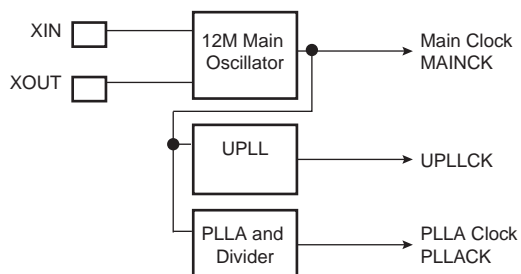 XIN
12M Main
Oscillator
Main Clock
MAINCK
XOUT
UPLL
UPLLCK
PLLA and
Divider
PLLA Clock
PLLACK